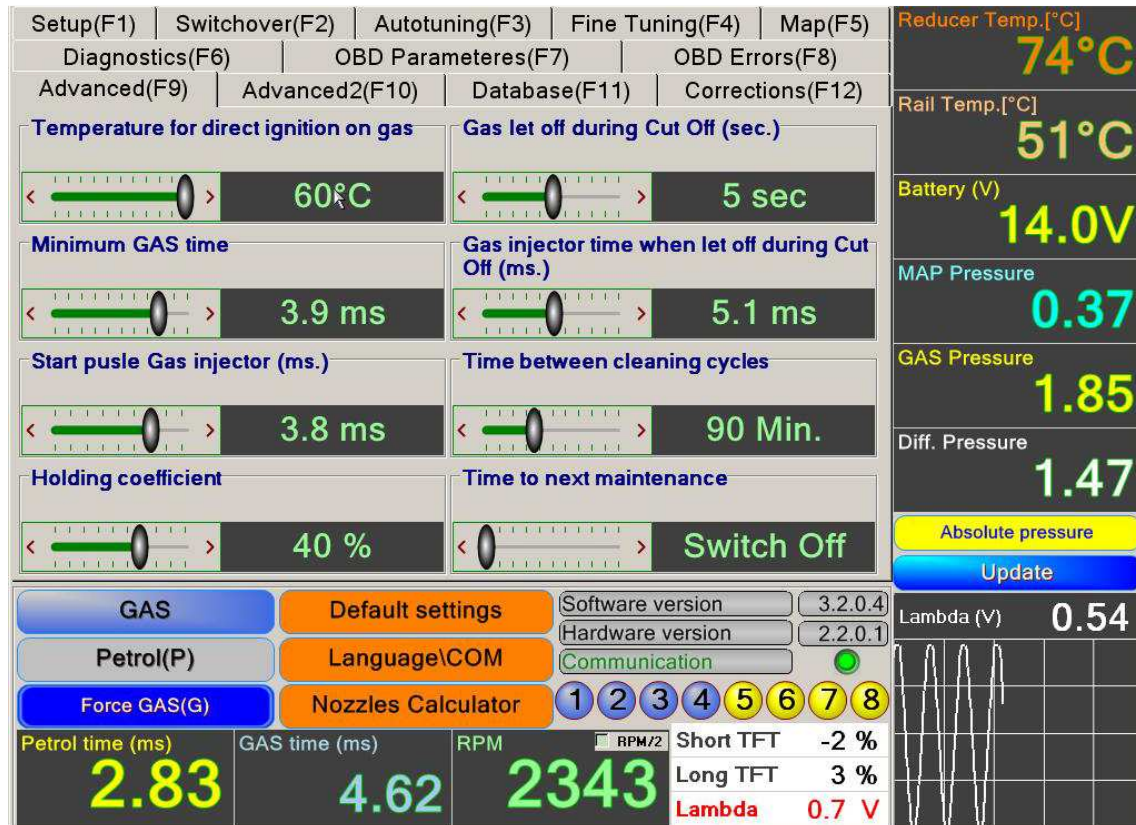 Setup(F1) Switchover(F2) Autotuning(F3) Fine Tuning(F4) Map(F5)
Diagnostics(F6) OBD Parameteres(F7) OBD Errors(F8)
Advanced(F9) Advanced2(F10) Database(F11) Corrections(F12)
Temperature for direct ignition on gas
< > 60°C
Gas let off during Cut Off (sec.)
< > 5 sec
Minimum GAS time
< > 3.9 ms
Gas injector time when let off during Cut
Off (ms.)
< > 5.1 ms
Start pusle Gas injector (ms.)
< > 3.8 ms
Time between cleaning cycles
< > 90 Min.
Holding coefficient
< > 40 %
Time to next maintenance
< > Switch Off
Reducer Temp.[°C]
74°C
Rail Temp.[°C]
51°C
Battery (V)
14.0V
MAP Pressure
0.37
GAS Pressure
1.85
Diff. Pressure
1.47
Absolute pressure
Update
GAS
Petrol(P)
Force GAS(G)
Default settings
Language\COM
Nozzles Calculator
Software version 3.2.0.4
Hardware version 2.2.0.1
Communication
1 2 3 4 5 6 7 8
Lambda (V) 0.54
Petrol time (ms)
2.83
GAS time (ms)
4.62
RPM RPM/2
2343
Short TFT -2 %
Long TFT 3 %
Lambda 0.7 V